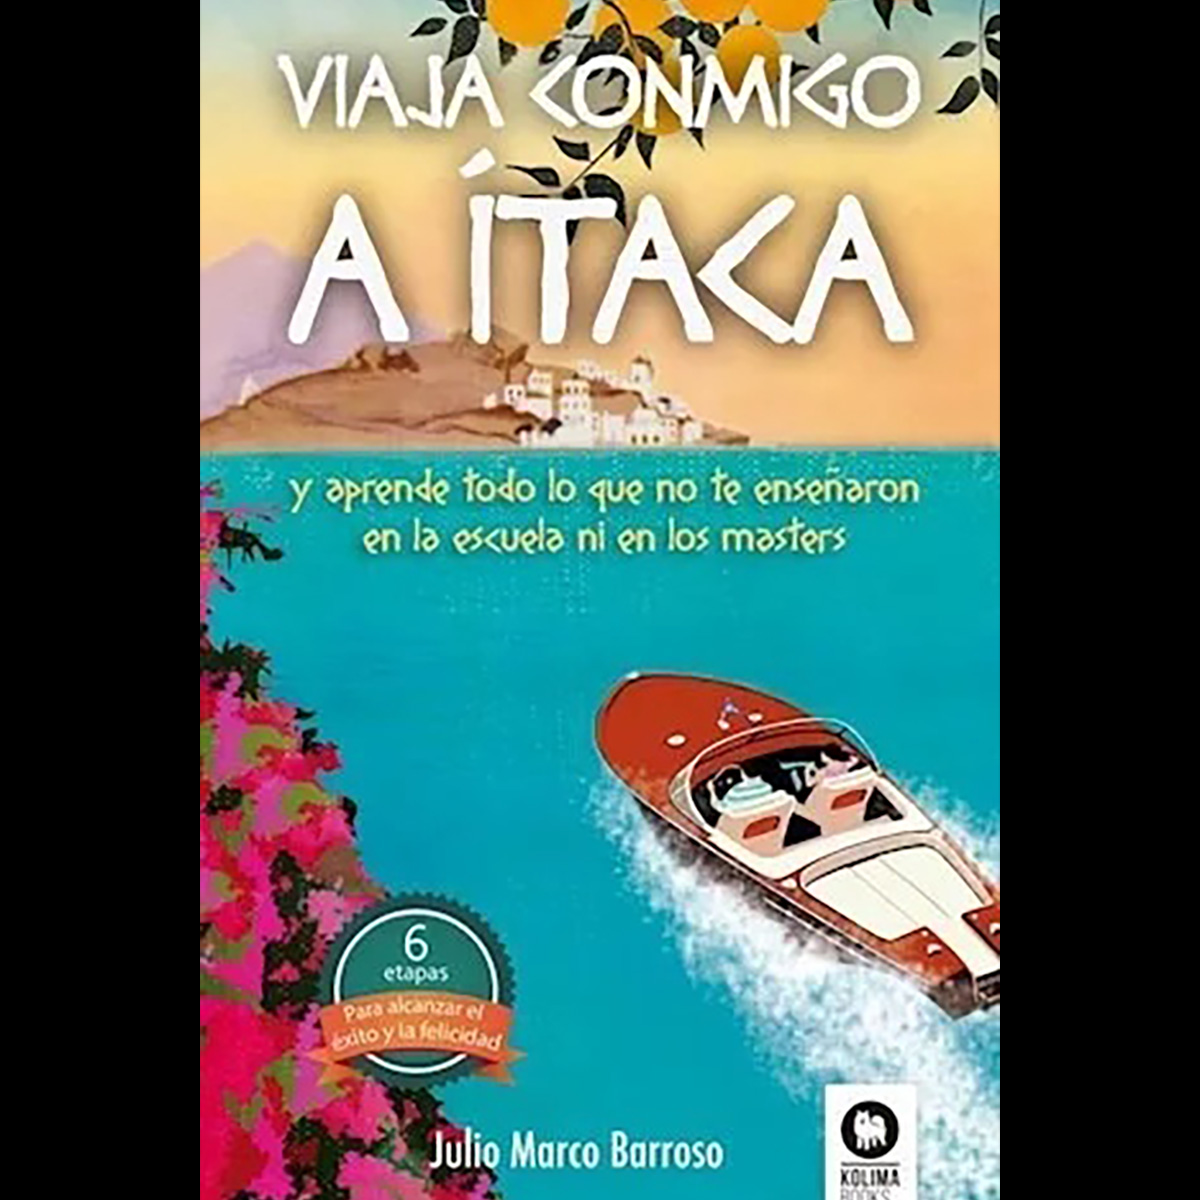 VIAJA CONMIGO
A ÍTACA
y aprende todo lo que no te enseñaron
en la escuela ni en los masters
6
etapas
Para alcanzar el
éxito y la felicidad
Julio Marco Barroso
KOLIMA
BOOKS